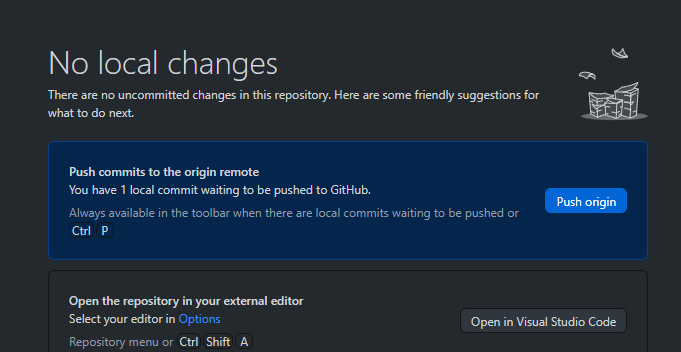 No local changes
There are no uncommitted changes in this repository. Here are some friendly suggestions for
what to do next.
Push commits to the origin remote
You have 1 local commit waiting to be pushed to GitHub.
Always available in the toolbar when there are local commits waiting to be pushed or
Ctrl P
Push origin
Open the repository in your external editor
Select your editor in Options
Repository menu or Ctrl Shift A
Open in Visual Studio Code